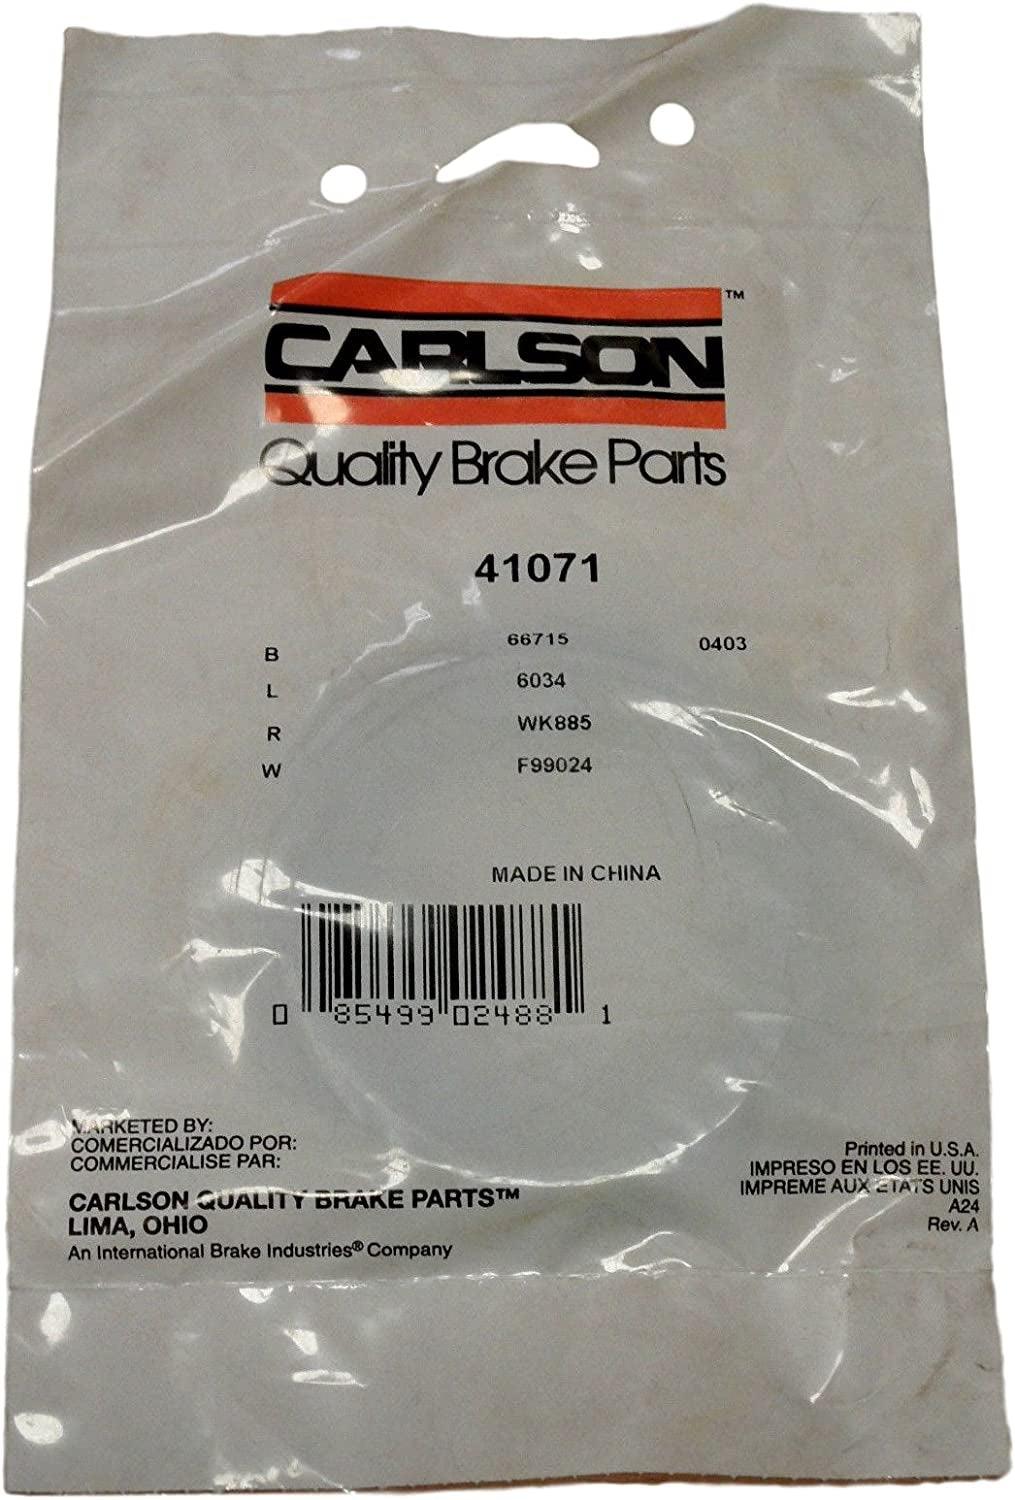 CARLSON™
Quality Brake Parts
41071
B 66715 0403
L 6034
R WK885
W F99024
MADE IN CHINA
0 85499 02488 1
MARKETED BY:
COMERCIALIZADO POR:
COMMERCIALISE PAR:
CARLSON QUALITY BRAKE PARTS™
LIMA, OHIO
An International Brake Industries® Company
Printed in U.S.A.
IMPRESO EN LOS EE. UU.
IMPREME AUX ETATS UNIS
A24
Rev. A